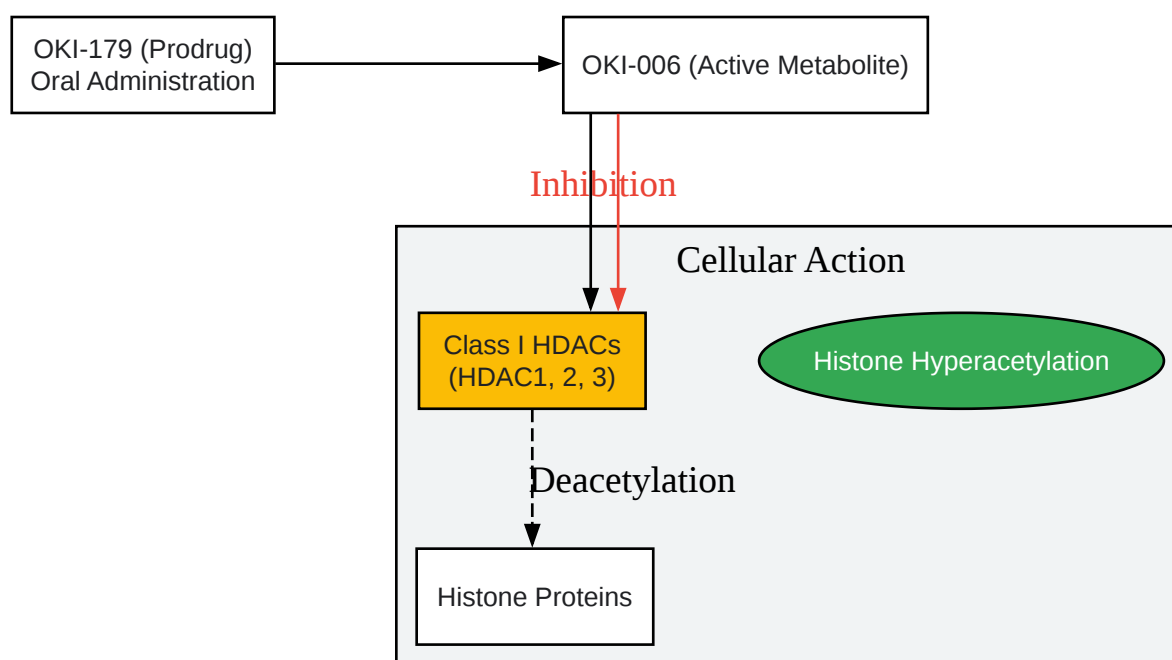 OKI-179 (Prodrug)
Oral Administration
OKI-006 (Active Metabolite)
Inhibition
Cellular Action
Class I HDACs
(HDAC1, 2, 3)
Histone Hyperacetylation
Deacetylation
Histone Proteins